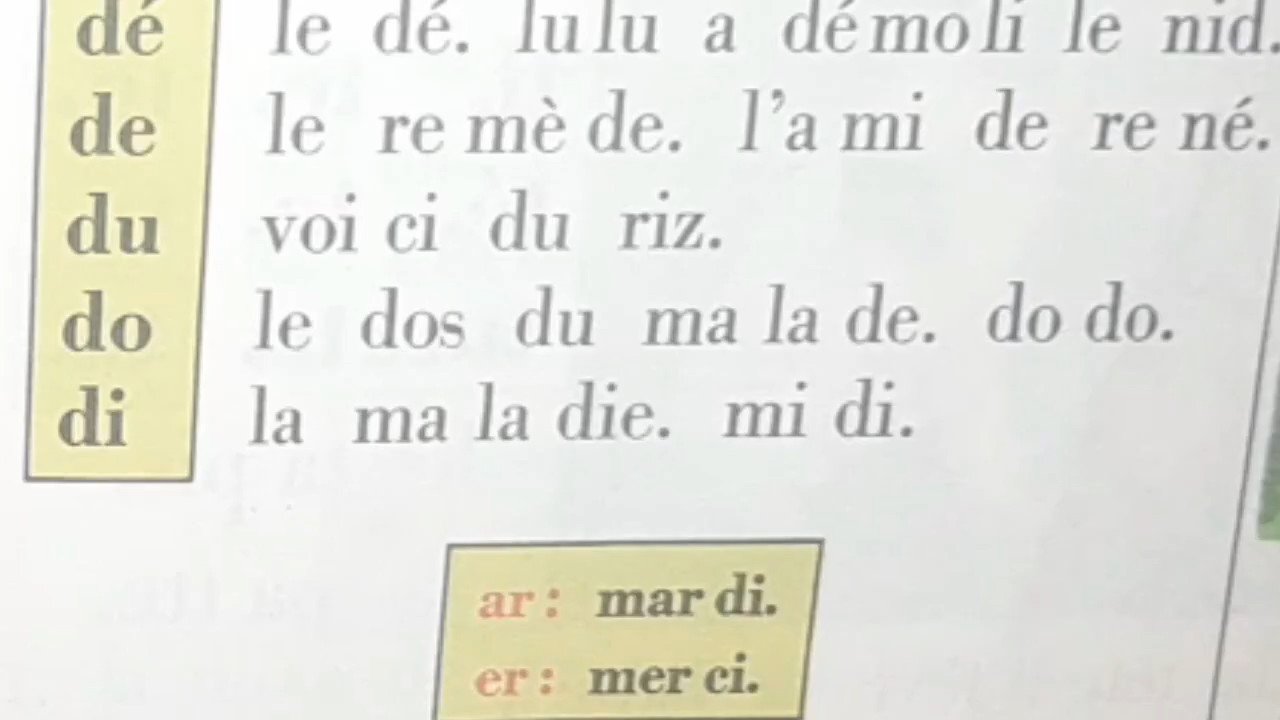 dé le dé. lu lu a dé mo li le nid.
de le re mè de. l'a mi de re né.
du voi ci du riz.
do le dos du ma la de. do do.
di la ma la die. mi di.
ar : mar di.
er : mer ci.